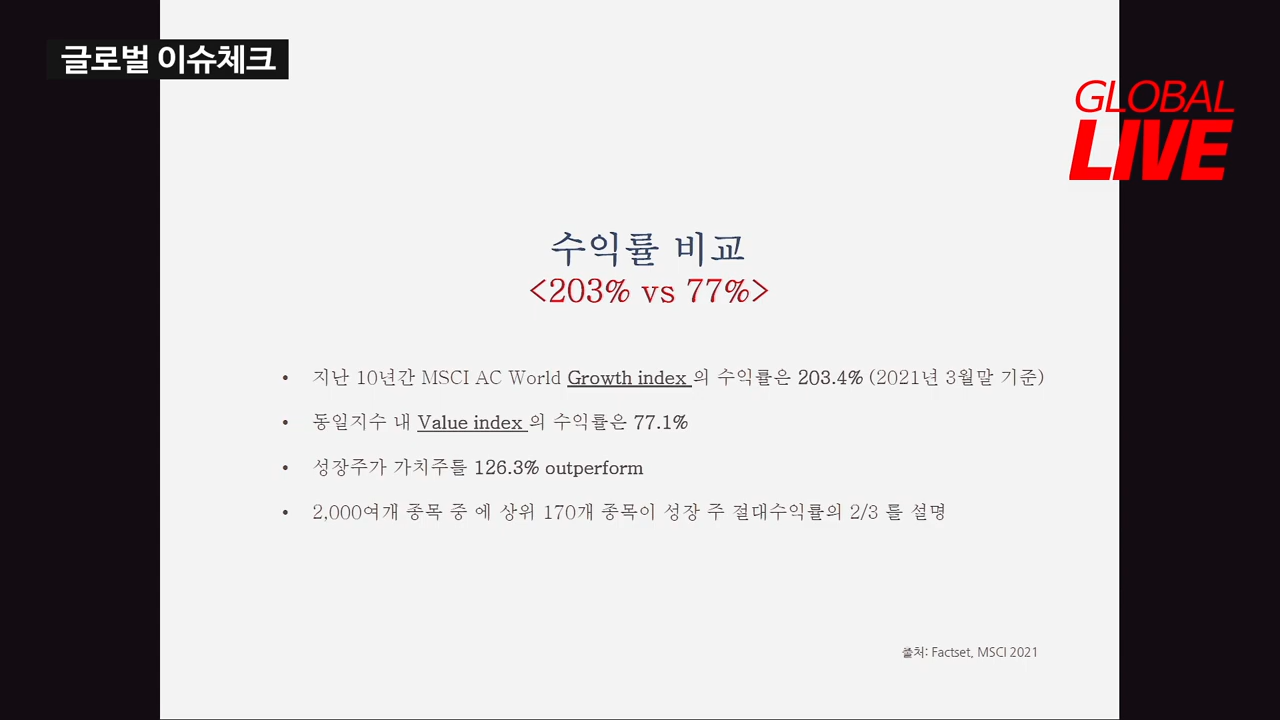 글로벌 이슈체크
GLOBAL
LIVE
수익률 비교
<203% vs 77%>
• 지난 10년간 MSCI AC World Growth index 의 수익률은 203.4% (2021년 3월말 기준)
• 동일지수 내 Value index 의 수익률은 77.1%
• 성장주가 가치주를 126.3% outperform
• 2,000여개 종목 중 에 상위 170개 종목이 성장 주 절대수익률의 2/3 를 설명
출처: Factset, MSCI 2021